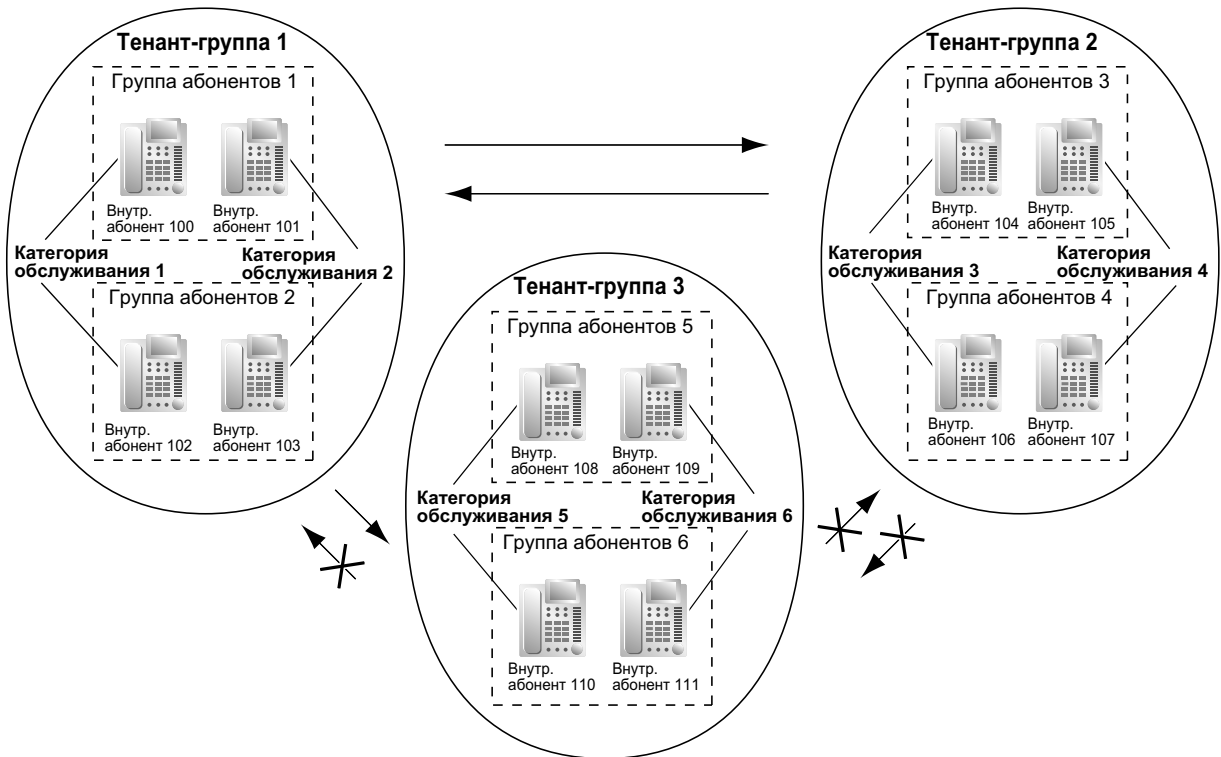 Тенант-группа 1
Группа абонентов 1
Внутр.
абонент 100
Внутр.
абонент 101
Категория
обслуживания 1
Категория
обслуживания 2
Группа абонентов 2
Внутр.
абонент 102
Внутр.
абонент 103
Тенант-группа 2
Группа абонентов 3
Внутр.
абонент 104
Внутр.
абонент 105
Категория
обслуживания 3
Категория
обслуживания 4
Группа абонентов 4
Внутр.
абонент 106
Внутр.
абонент 107
Тенант-группа 3
Группа абонентов 5
Внутр.
абонент 108
Внутр.
абонент 109
Категория
обслуживания 5
Категория
обслуживания 6
Группа абонентов 6
Внутр.
абонент 110
Внутр.
абонент 111